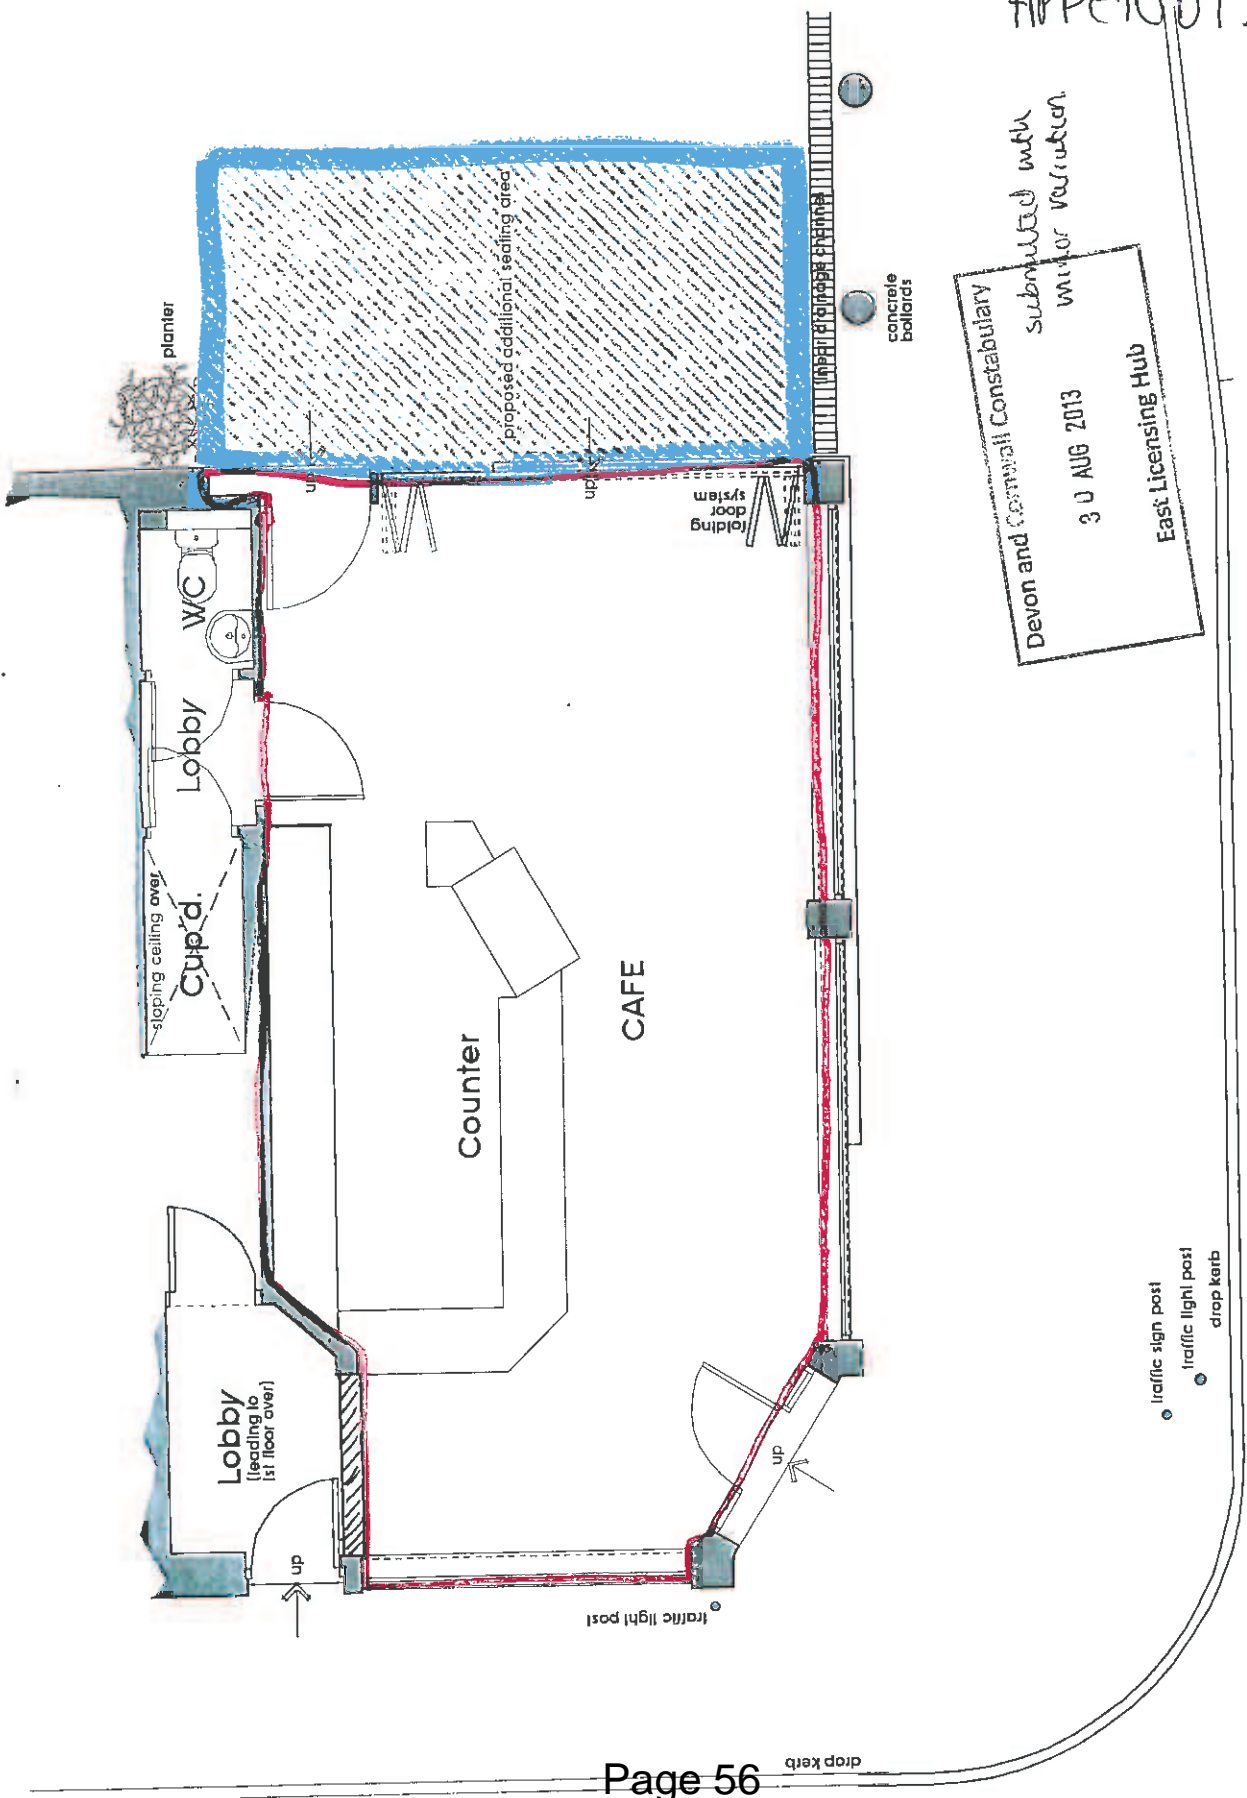 planter
proposed additional seating area
linear drainage channel
concrete
bollards
submitted with
minor variation.
Devon and Cornwall Constabulary
30 AUG 2013
East Licensing Hub
up
up
folding
door
system
WC
Lobby
sloping ceiling over
Cup'd.
Counter
CAFE
Lobby
(leading to
1st floor over)
up
up
traffic light post
traffic sign post
traffic light post
drop kerb
drop kerb
Page 56